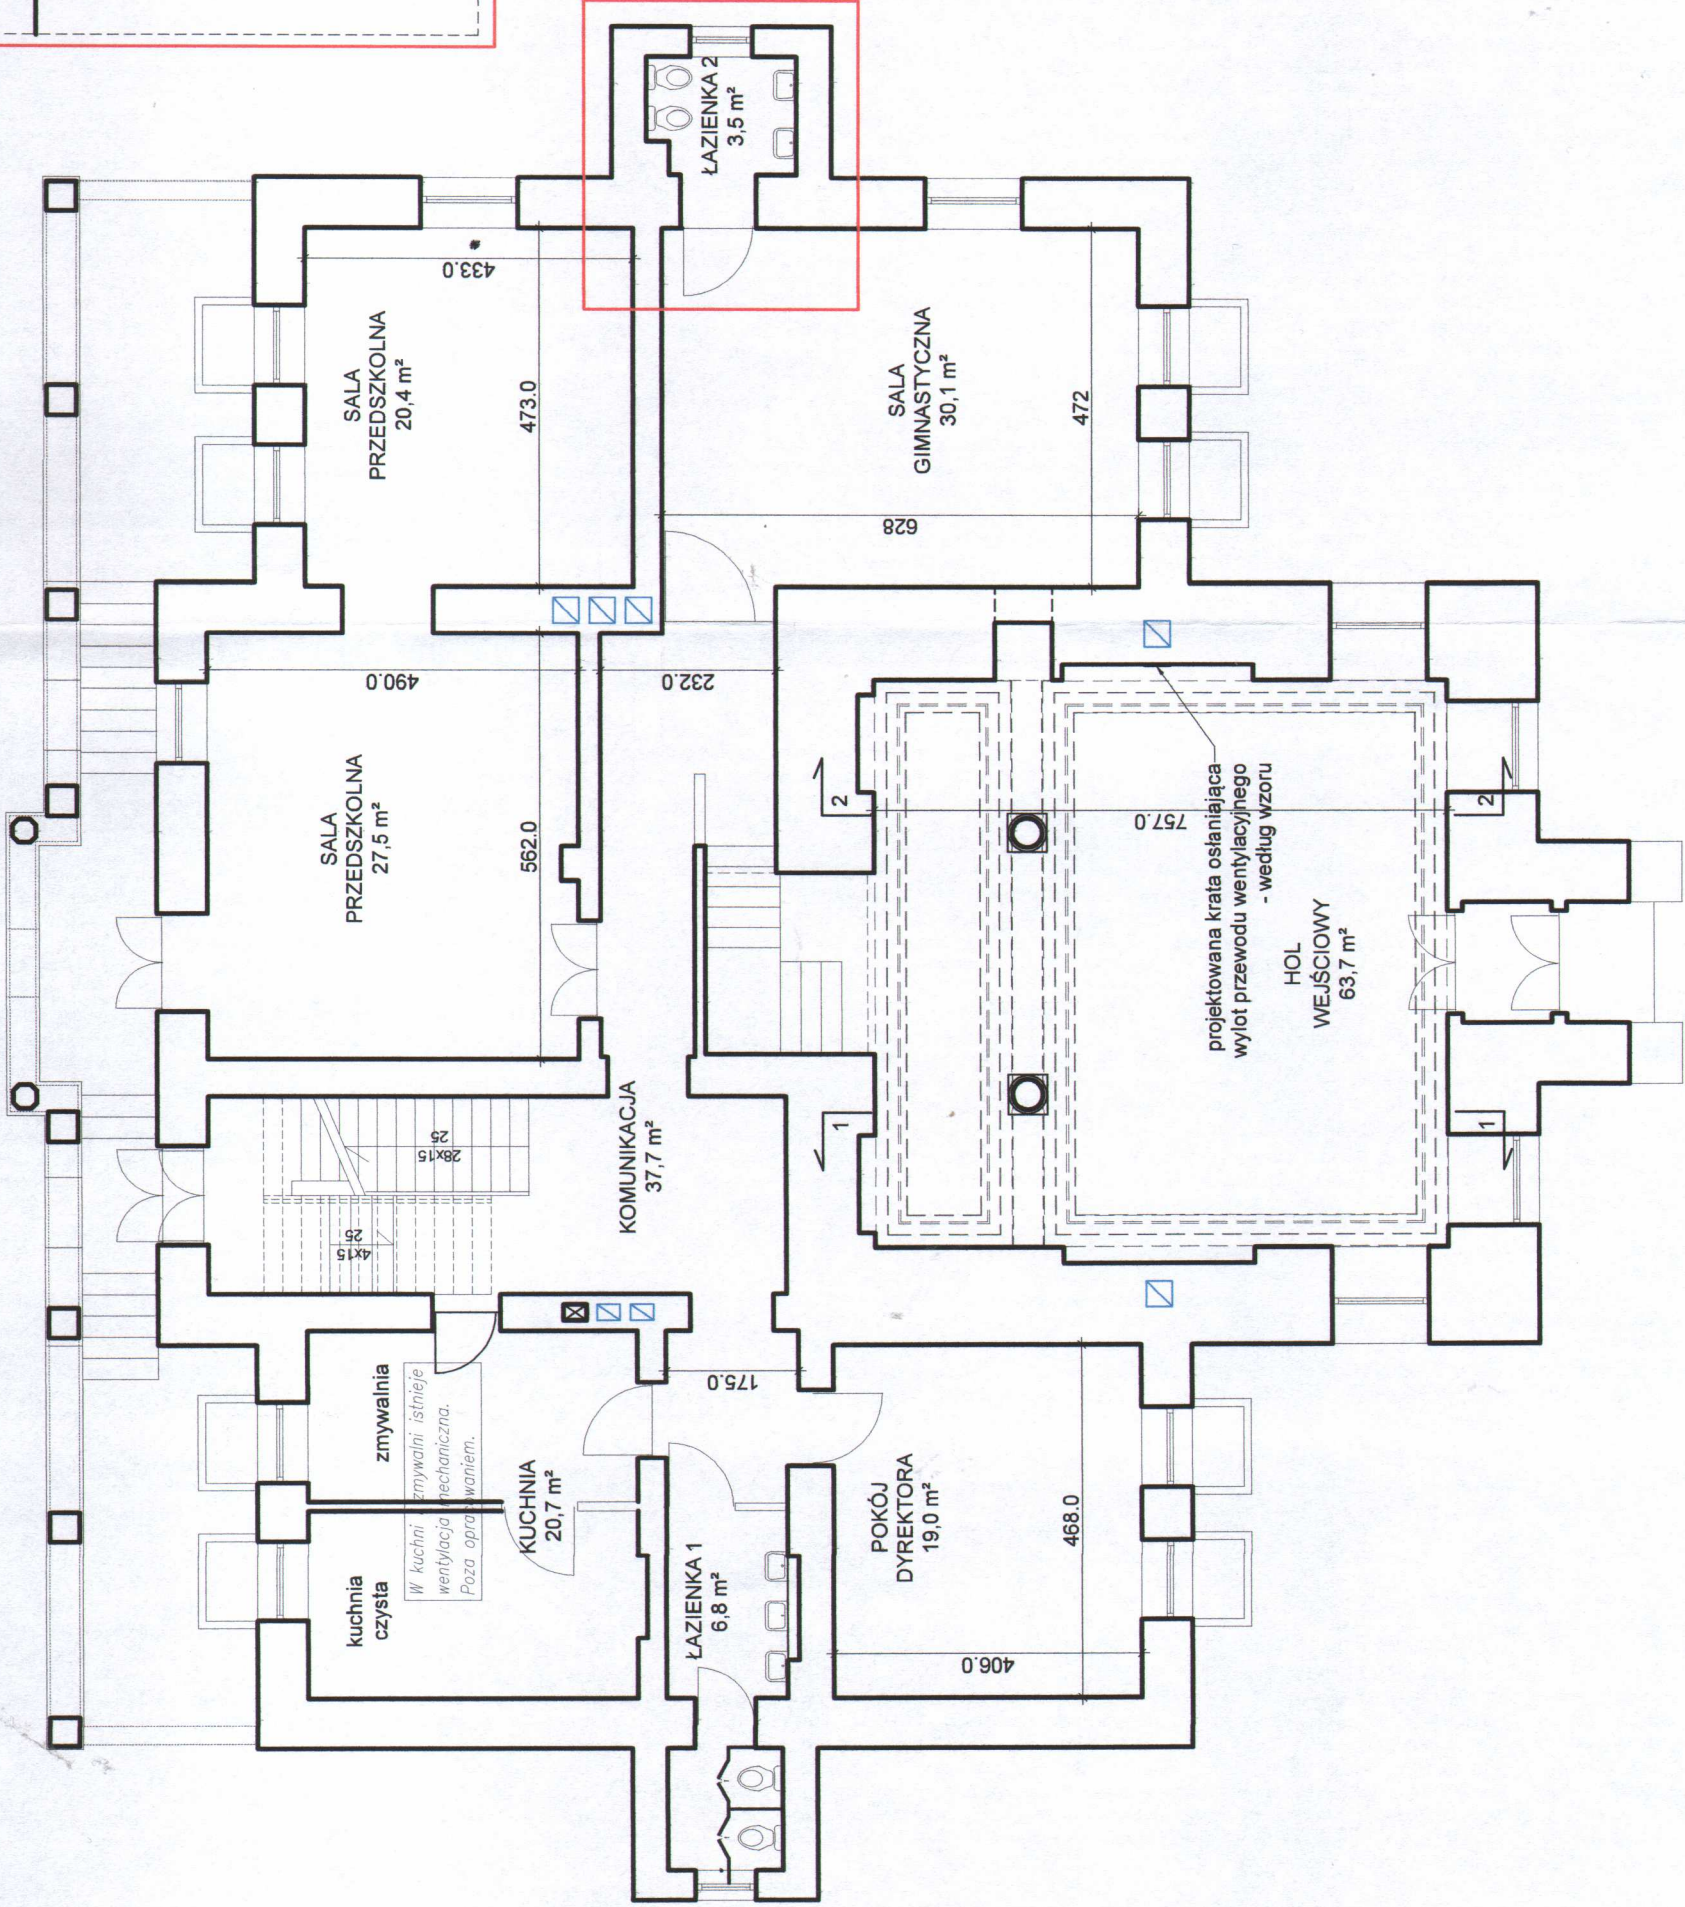 ŁAZIENKA 2
3,5 m²
SALA
PRZEDSZKOLNA
20,4 m²
433.0
473.0
SALA
GIMNASTYCZNA
30,1 m²
472
628
SALA
PRZEDSZKOLNA
27,5 m²
490.0
562.0
232.0
2
2
757.0
projektowana krata osłaniająca
wylot przewodu wentylacyjnego
- według wzoru
HOL
WEJŚCIOWY
63,7 m²
1
1
KOMUNIKACJA
37,7 m²
25
28x15
25
4x15
zmywalnia
W kuchni i zmywalni istnieje
wentylacja mechaniczna.
Poza opracowaniem.
kuchnia
czysta
KUCHNIA
20,7 m²
175.0
ŁAZIENKA 1
6,8 m²
POKÓJ
DYREKTORA
19,0 m²
468.0
406.0